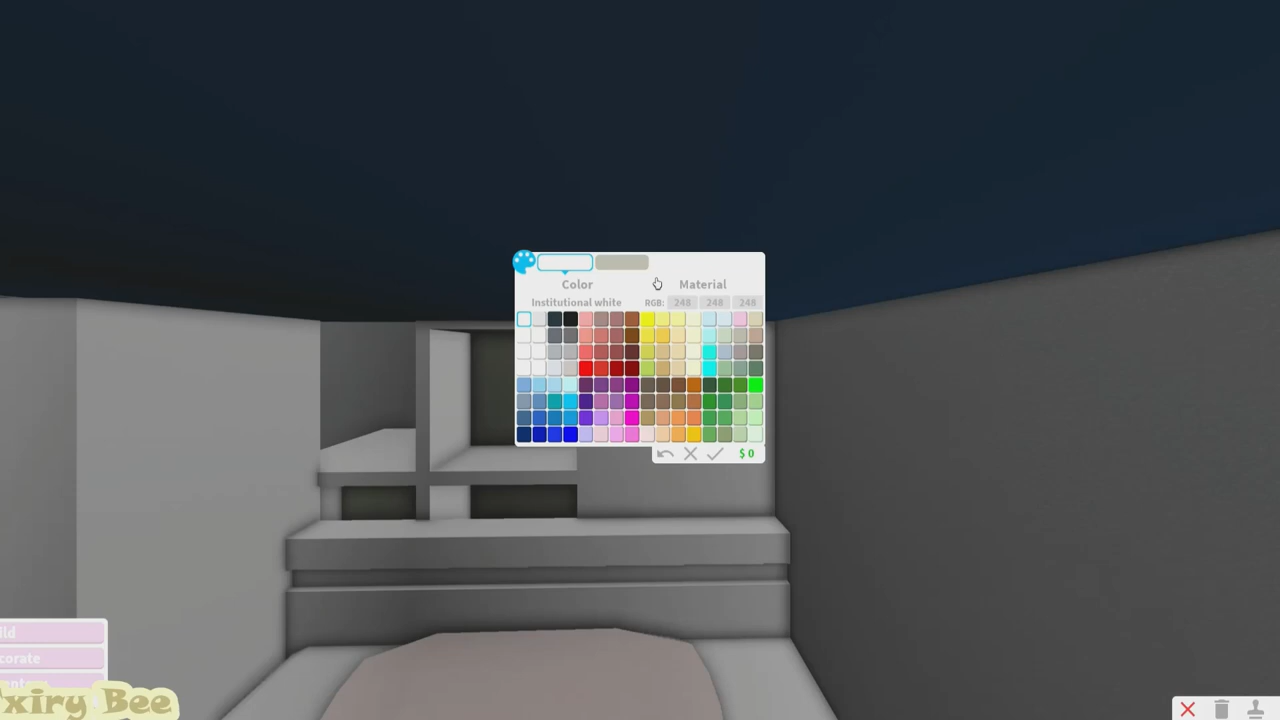 Color Material
Institutional white RGB: 248 248 248
$ 0
ild
corate
xiry Bee